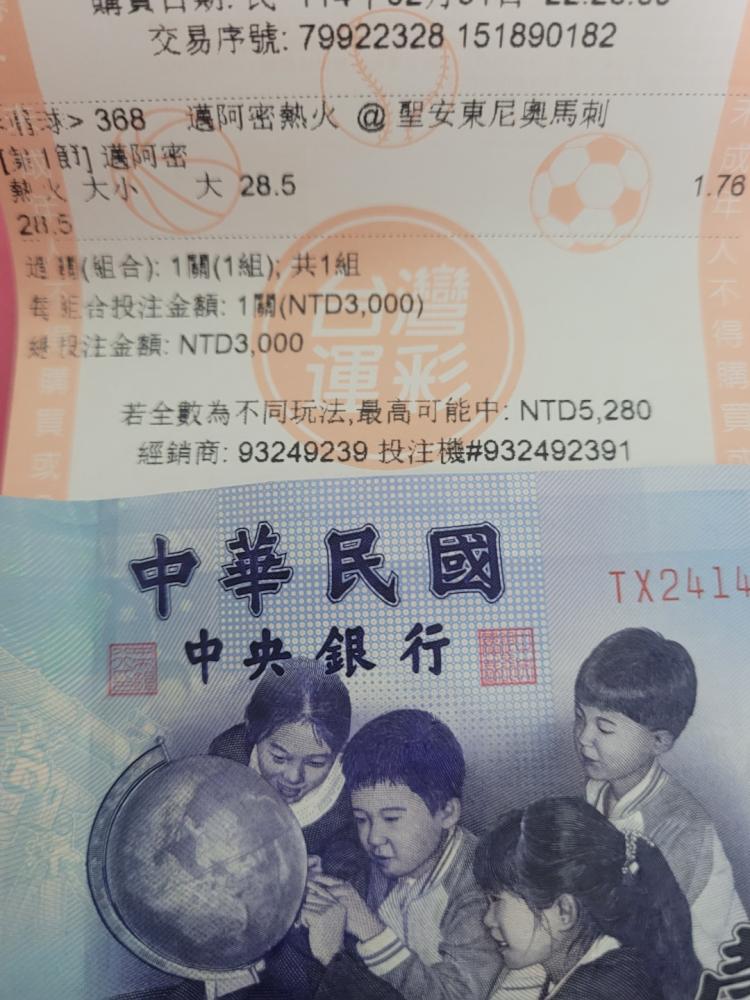 交易序號: 79922328 151890182
368 邁阿密熱火 @ 聖安東尼奧馬刺
[第1節] 邁阿密
熱火 大小 大 28.5 1.76
28.5
過關(組合): 1關(1組); 共1組
每組合投注金額: 1關(NTD3,000)
總投注金額: NTD3,000
台灣
運彩
若全數為不同玩法,最高可能中: NTD5,280
經銷商: 93249239 投注機#932492391
中華民國
TX2414
中央銀行